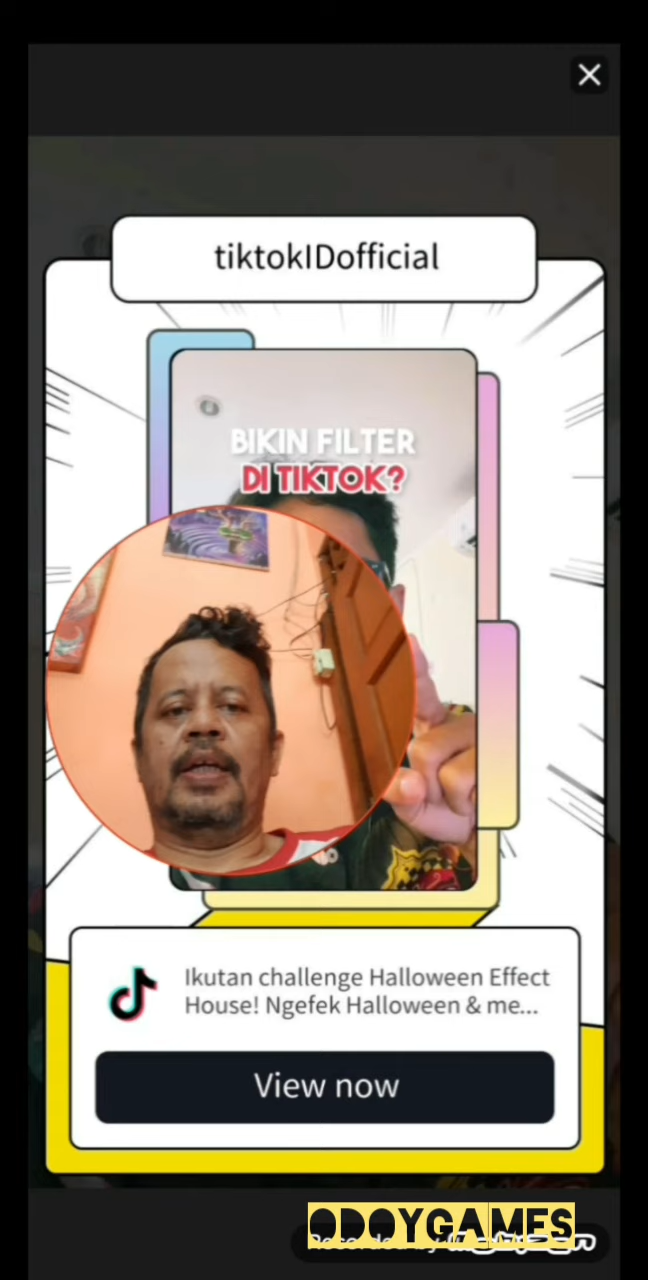 tiktokIDofficial
BIKIN FILTER
DI TIKTOK?
Ikutan challenge Halloween Effect
House! Ngefek Halloween & me...
View now
ODOYGAMES